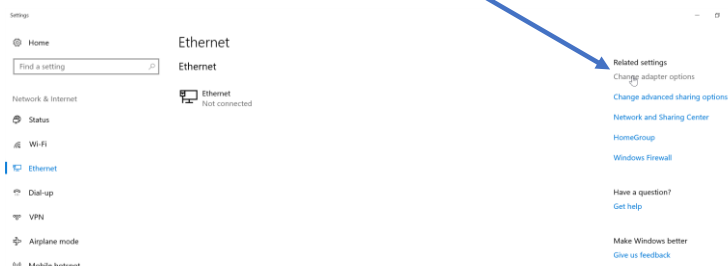 Settings
Home
Find a setting
Network & Internet
Status
Wi-Fi
Ethernet
Dial-up
VPN
Airplane mode
Mobile hotspot
Ethernet
Ethernet
Ethernet
Not connected
Related settings
Change adapter options
Change advanced sharing options
Network and Sharing Center
HomeGroup
Windows Firewall
Have a question?
Get help
Make Windows better
Give us feedback